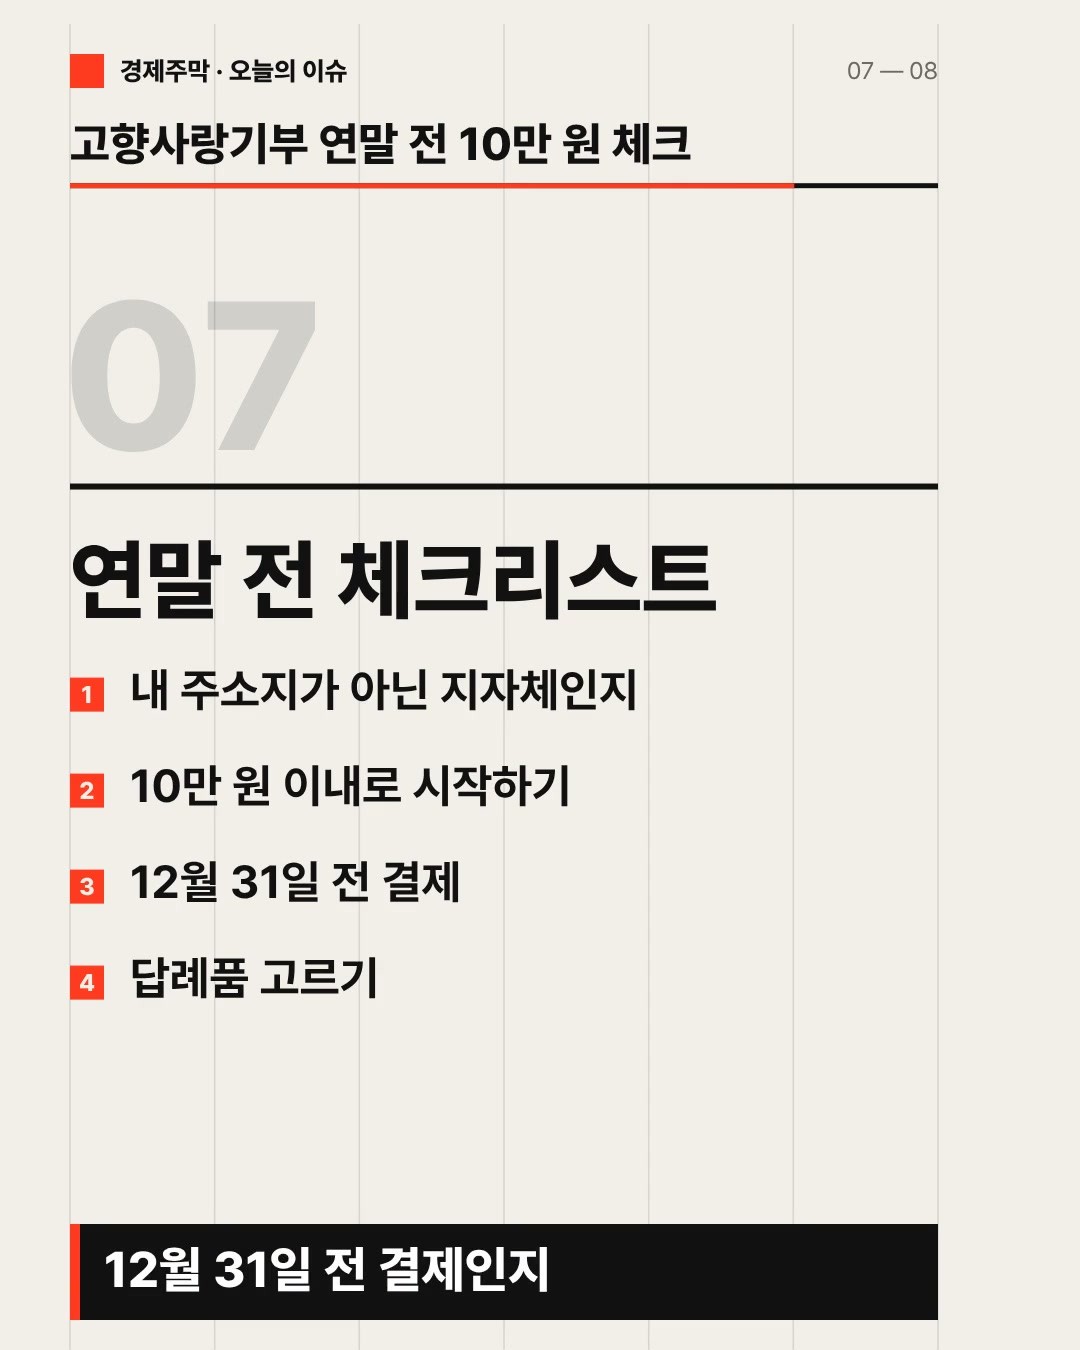 경제주막 · 오늘의 이슈
07 — 08
고향사랑기부 연말 전 10만 원 체크
07
연말 전 체크리스트
1 내 주소지가 아닌 지자체인지
2 10만 원 이내로 시작하기
3 12월 31일 전 결제
4 답례품 고르기
12월 31일 전 결제인지